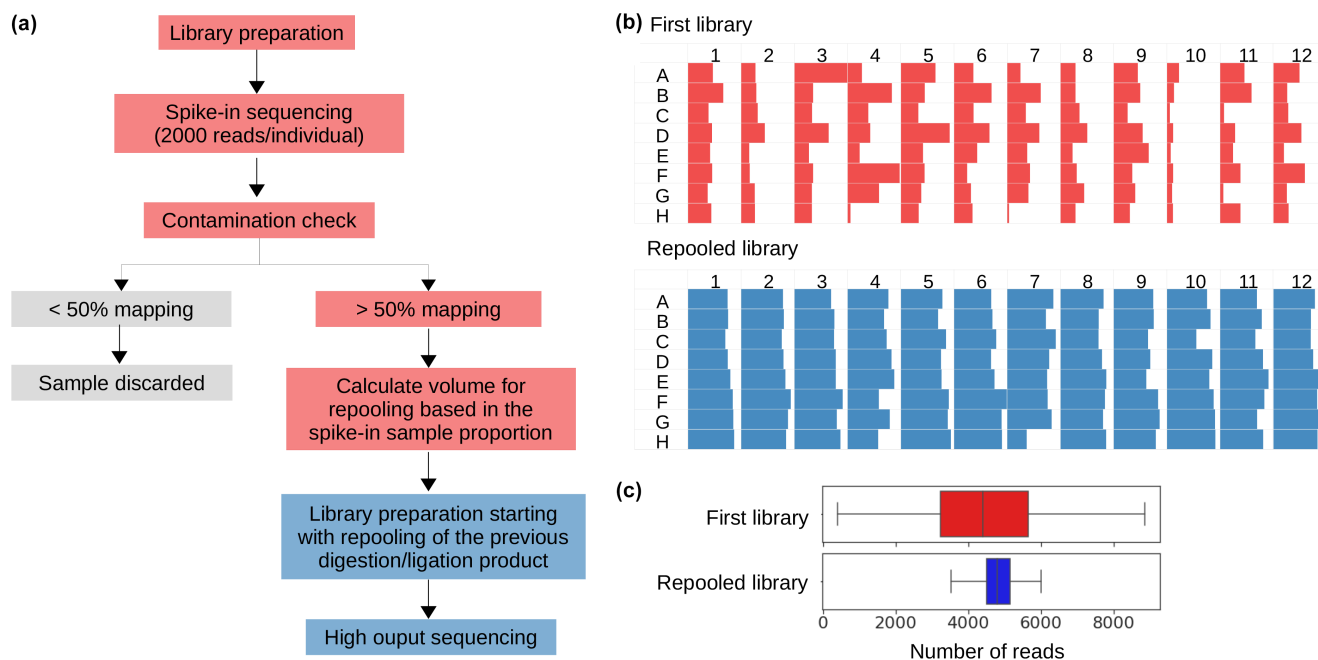 (a)
Library preparation
Spike-in sequencing
(2000 reads/individual)
Contamination check
< 50% mapping
> 50% mapping
Sample discarded
Calculate volume for
repooling based in the
spike-in sample proportion
Library preparation starting
with repooling of the previous
digestion/ligation product
High ouput sequencing
(b) First library
1 2 3 4 5 6 7 8 9 10 11 12
A
B
C
D
E
F
G
H
Repooled library
1 2 3 4 5 6 7 8 9 10 11 12
A
B
C
D
E
F
G
H
(c)
First library
Repooled library
0 2000 4000 6000 8000
Number of reads